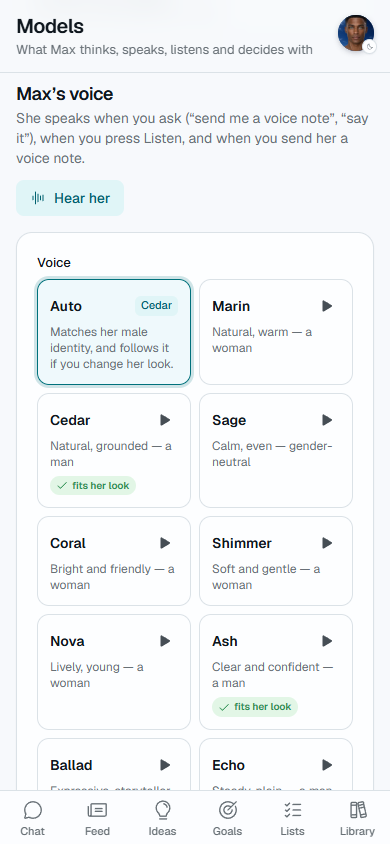 Models
What Max thinks, speaks, listens and decides with
Max’s voice
She speaks when you ask (“send me a voice note”, “say
it”), when you press Listen, and when you send her a
voice note.
Hear her
Voice
Auto
Cedar
Matches her male
identity, and follows it
if you change her look.
Marin
Natural, warm — a
woman
Cedar
Natural, grounded — a
man
fits her look
Sage
Calm, even — gender-
neutral
Coral
Bright and friendly — a
woman
Shimmer
Soft and gentle — a
woman
Nova
Lively, young — a
woman
Ash
Clear and confident —
a man
fits her look
Ballad
Echo
Chat
Feed
Ideas
Goals
Lists
Library